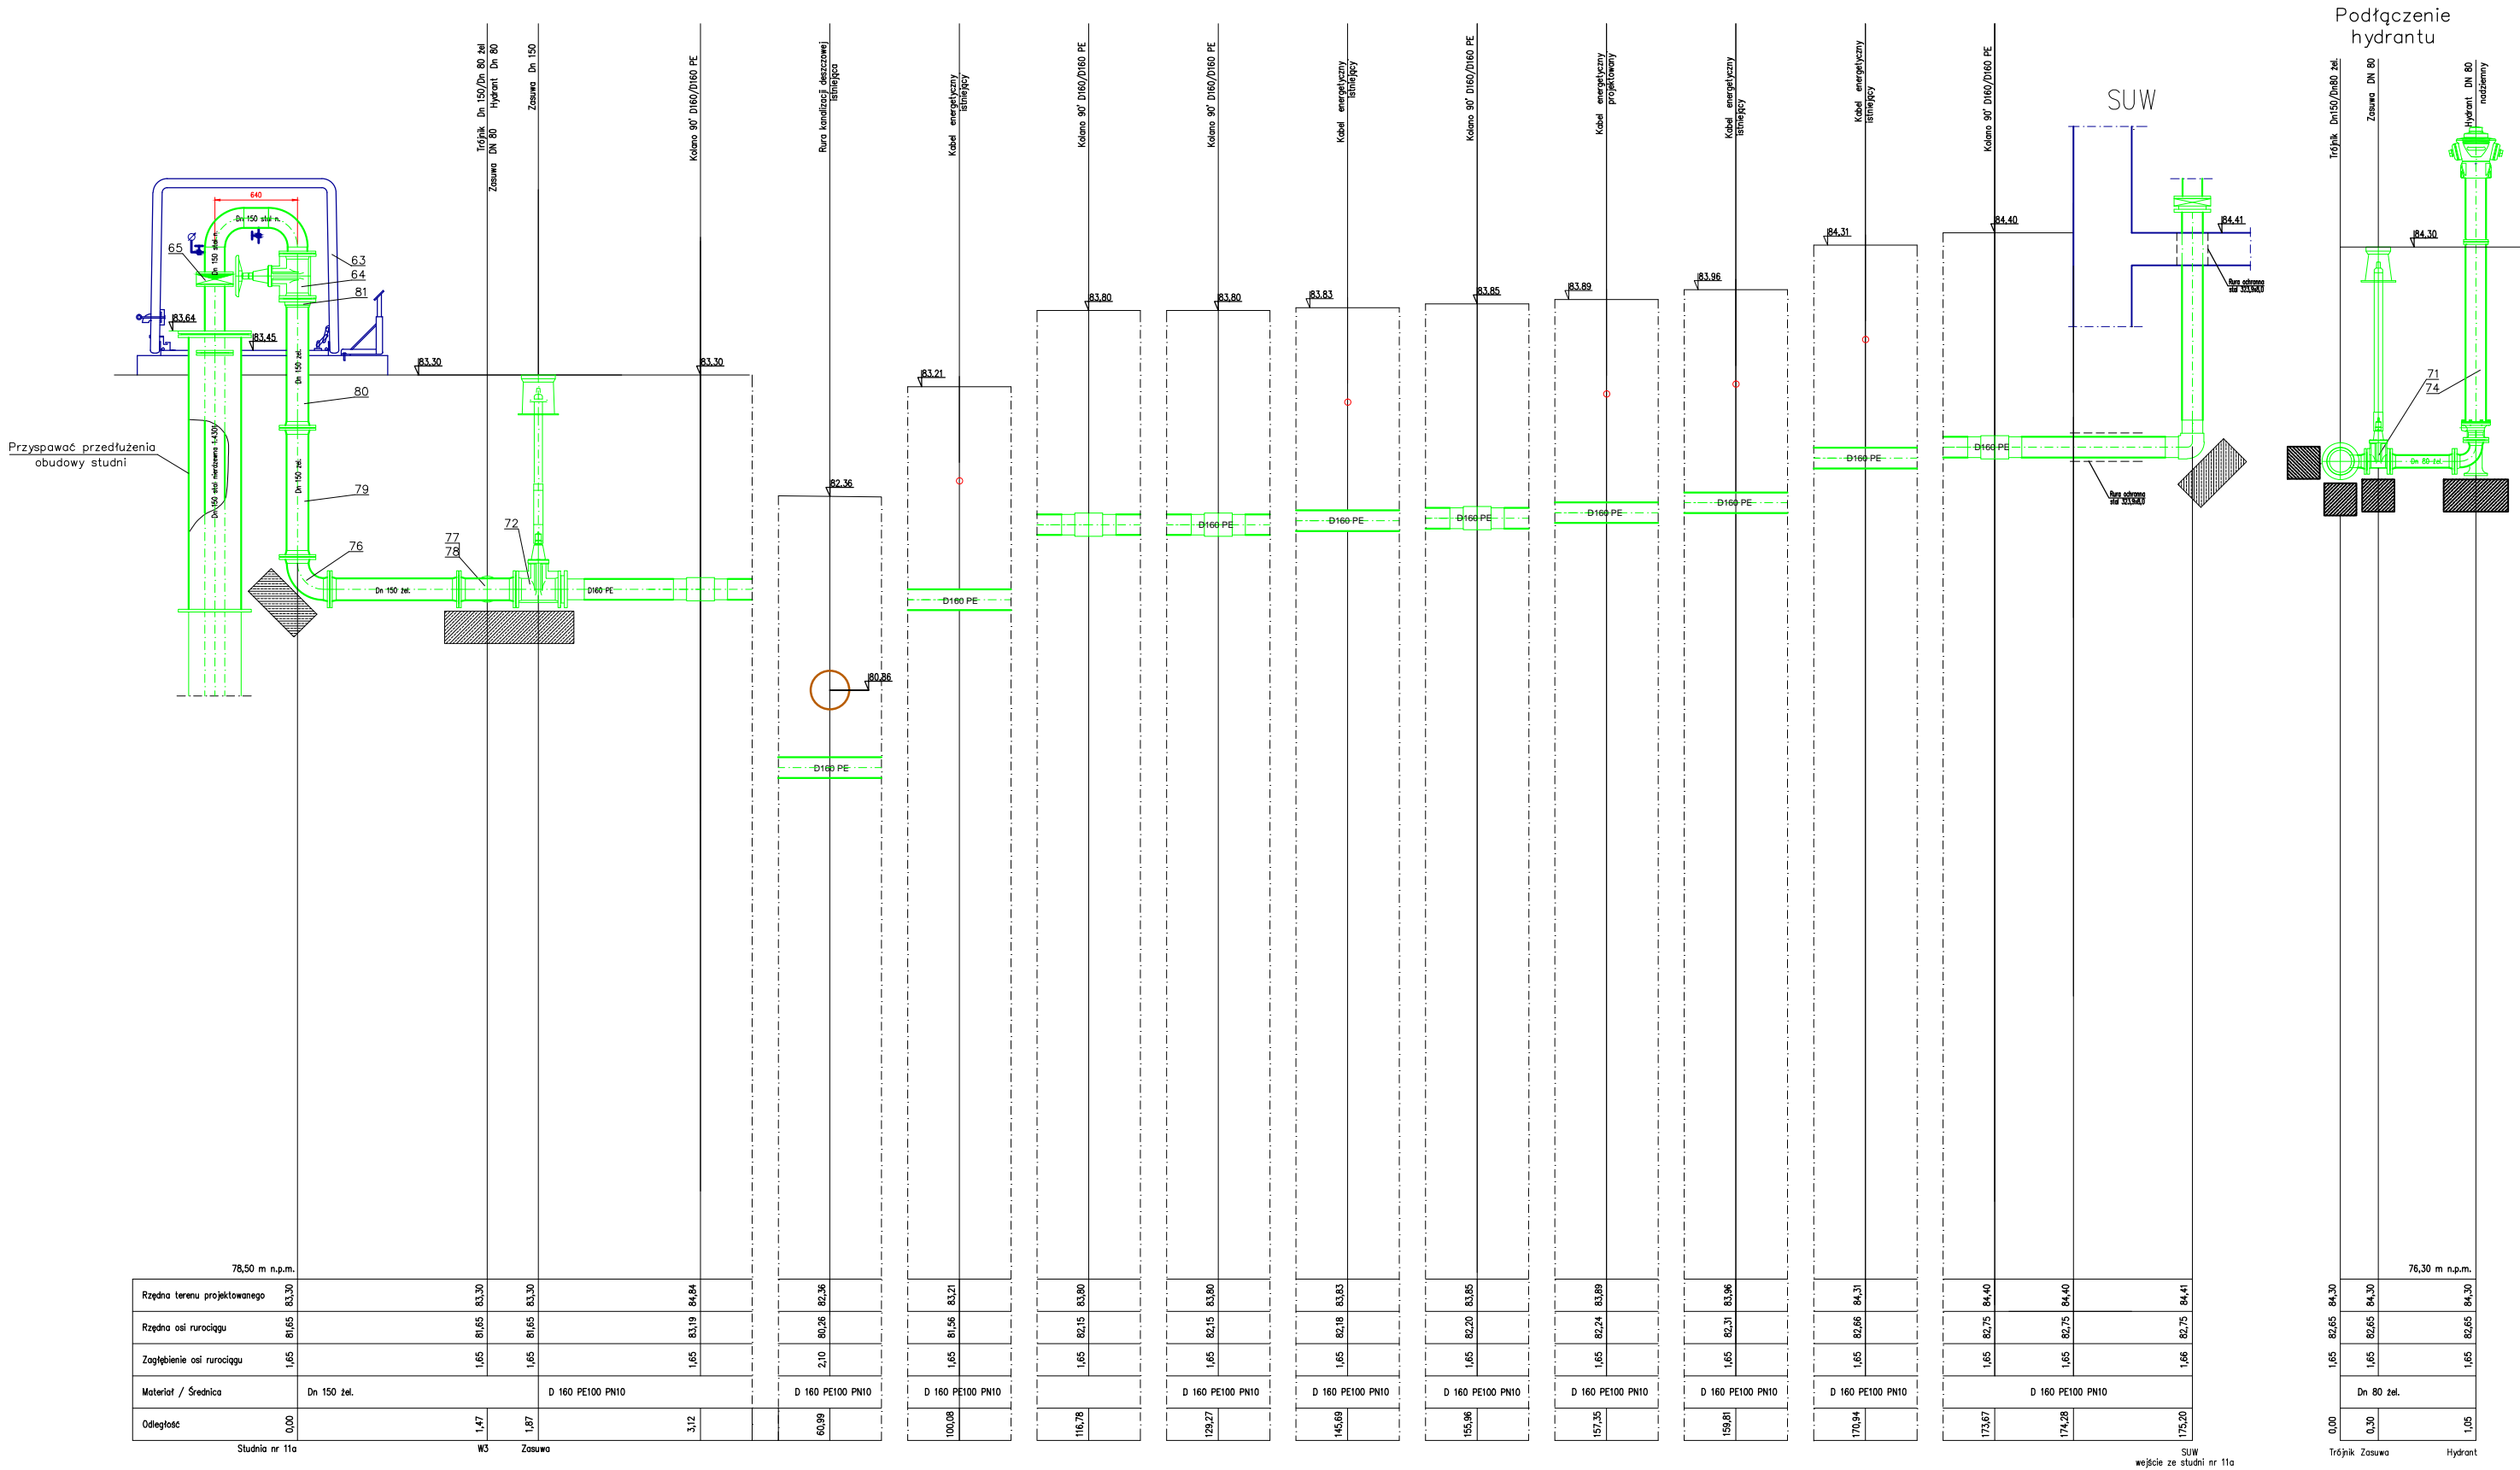 Podłączenie
hydrantu
Trójnik Dn 150/Dn 80 żel
Zasuwa DN 80 Hydrant Dn 80
Zasuwa Dn 150
Kolano 90° D160/D160 PE
Rura kanalizacji deszczowej
istniejąca
Kabel energetyczny
istniejący
Kolano 90° D160/D160 PE
Kolano 90° D160/D160 PE
Kabel energetyczny
istniejący
Kolano 90° D160/D160 PE
Kabel energetyczny
projektowany
Kabel energetyczny
istniejący
Kabel energetyczny
istniejący
Kolano 90° D160/D160 PE
SUW
Trójnik Dn150/Dn80 żel.
Zasuwa DN 80
Hydrant DN 80
nadziemny
640
Dn 150 stal n.
Dn 150 stal n.
65
63
64
81
83,64
83,45
83,30
83,30
80
79
76
77
78
72
Przyspawać przedłużenia
obudowy studni
Dn 150 stal nierdzewna 1.4301
Dn 150 żel.
Dn 150 żel.
Dn 150 żel.
D160 PE
82,36
80,86
D160 PE
83,21
D160 PE
83,80
83,80
D160 PE
83,83
D160 PE
83,85
D160 PE
83,89
D160 PE
83,96
D160 PE
84,31
D160 PE
84,40
D160 PE
84,41
Rura ochronna
stal 323,9x8,0
Rura ochronna
stal 323,9x8,0
84,30
71
74
Dn 80 żel.
78,50 m n.p.m.
76,30 m n.p.m.
Rzędna terenu projektowanego 83,30 83,30 83,30 84,84 82,36 83,21 83,80 83,80 83,83 83,85 83,89 83,96 84,31 84,40 84,40 84,41 84,30 84,30 84,30
Rzędna osi rurociągu 81,65 81,65 81,65 83,19 80,26 81,56 82,15 82,15 82,18 82,20 82,24 82,31 82,66 82,75 82,75 82,75 82,65 82,65 82,65
Zagłębienie osi rurociągu 1,65 1,65 1,65 1,65 2,10 1,65 1,65 1,65 1,65 1,65 1,65 1,65 1,65 1,65 1,65 1,66 1,65 1,65 1,65
Materiał / Średnica Dn 150 żel. D 160 PE100 PN10 D 160 PE100 PN10 D 160 PE100 PN10 D 160 PE100 PN10 D 160 PE100 PN10 D 160 PE100 PN10 D 160 PE100 PN10 D 160 PE100 PN10 D 160 PE100 PN10 D 160 PE100 PN10 Dn 80 żel.
Odległość 0,00 1,47 1,87 3,12 60,99 100,08 116,78 129,27 145,69 155,96 157,35 159,81 170,94 173,67 174,28 175,20 0,00 0,30 1,05
Studnia nr 11a W3 Zasuwa SUW Trójnik Zasuwa Hydrant
wejście ze studni nr 11a